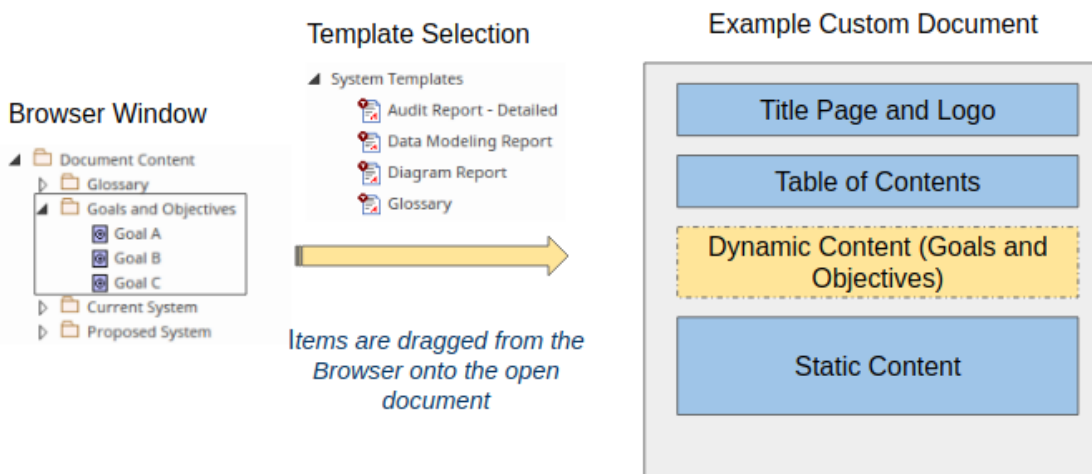 Browser Window
Document Content
Glossary
Goals and Objectives
Goal A
Goal B
Goal C
Current System
Proposed System
Template Selection
System Templates
Audit Report - Detailed
Data Modeling Report
Diagram Report
Glossary
Items are dragged from the
Browser onto the open
document
Example Custom Document
Title Page and Logo
Table of Contents
Dynamic Content (Goals and
Objectives)
Static Content